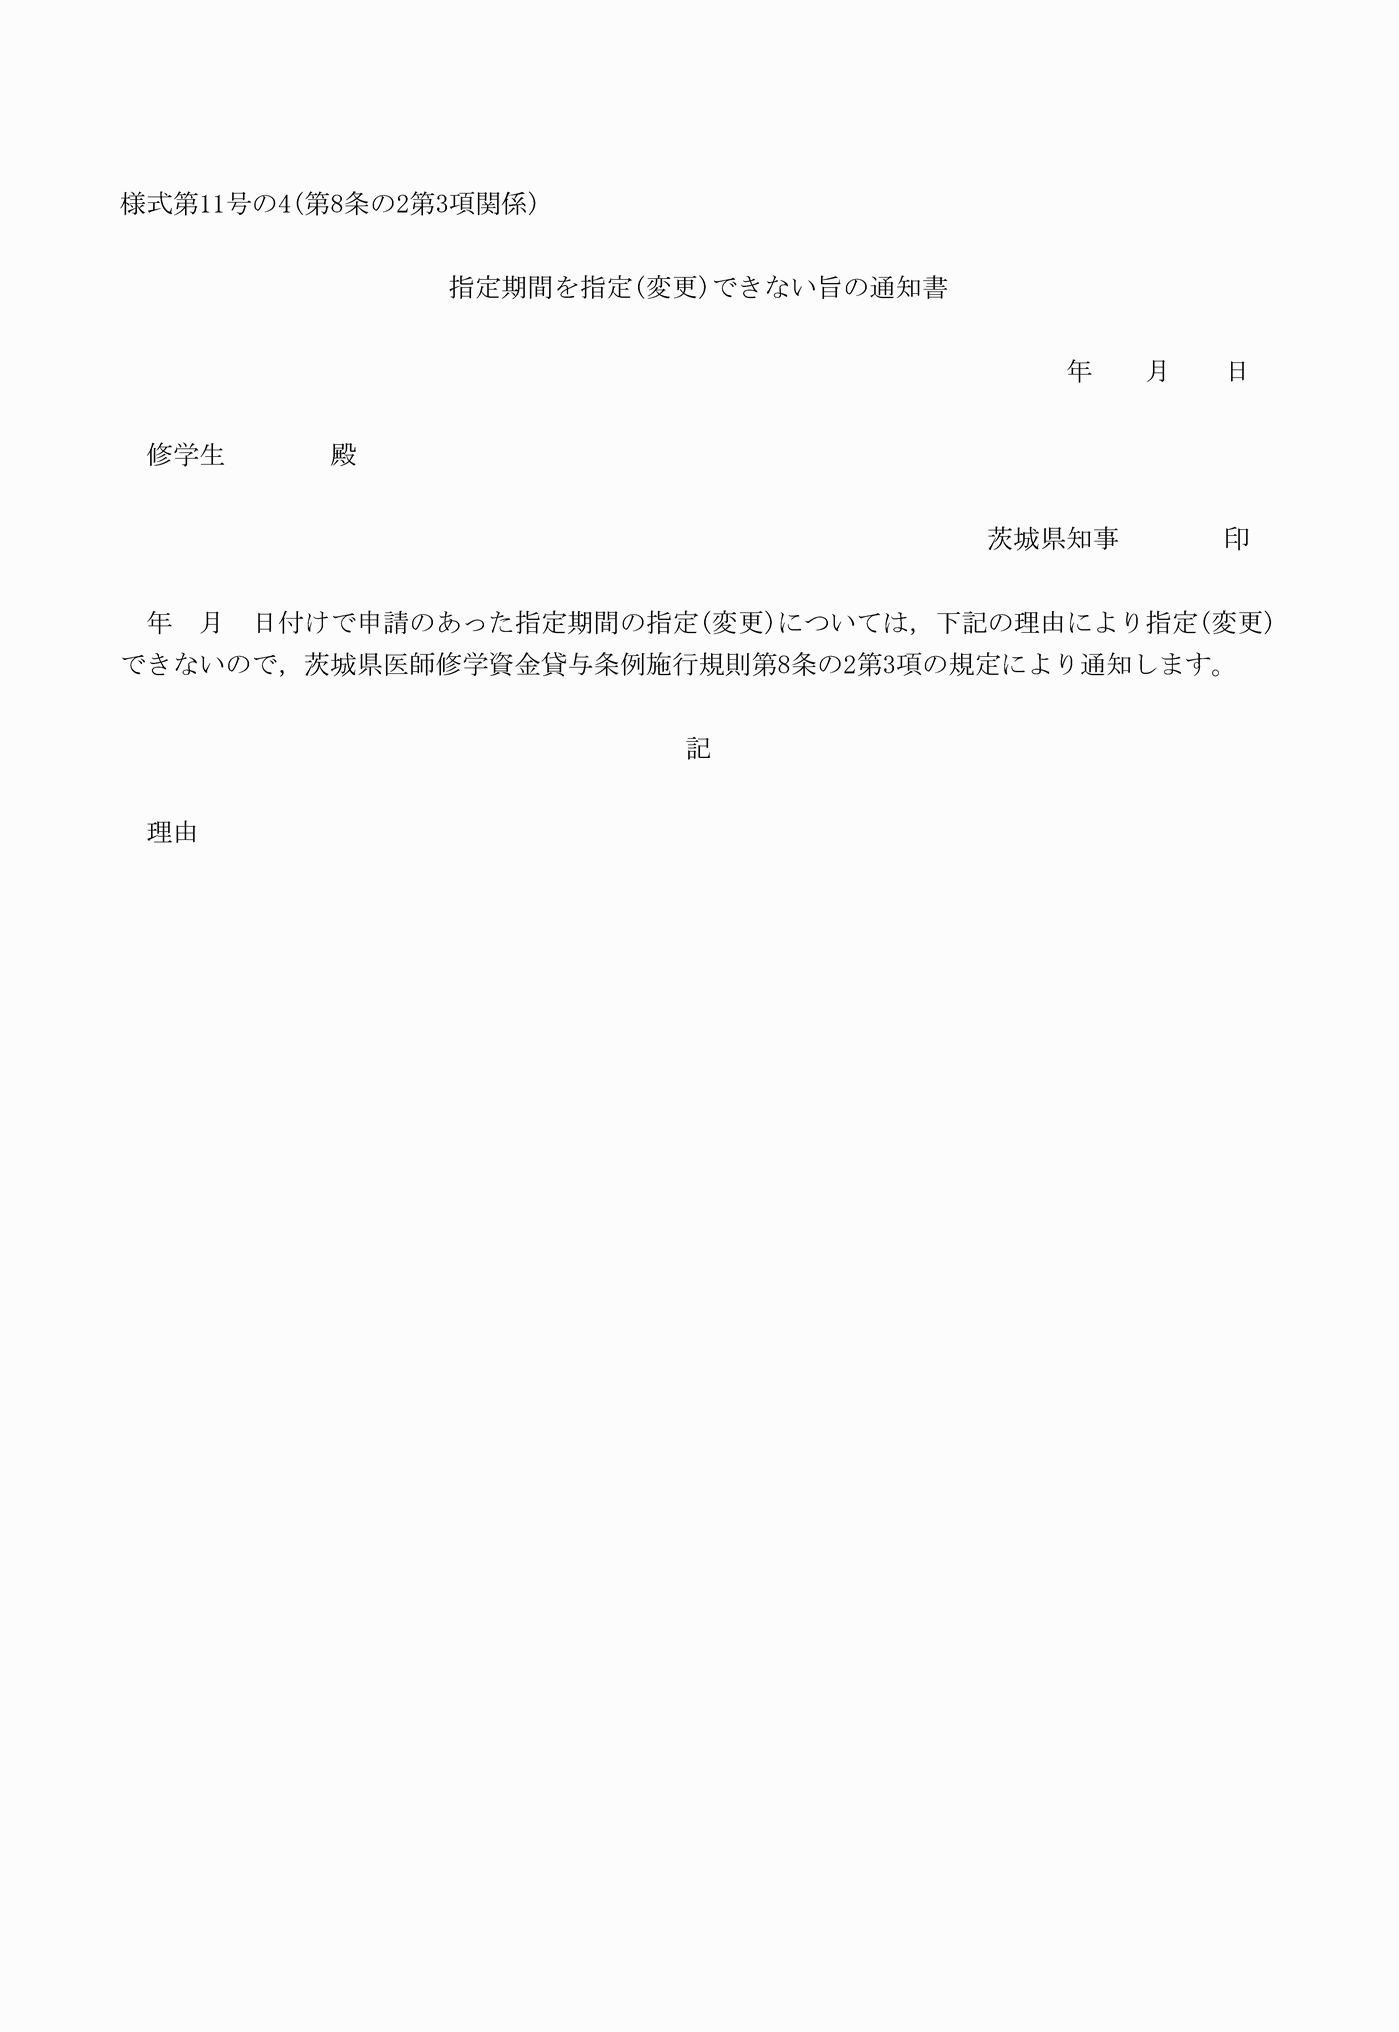 様式第11号の4(第8条の2第3項関係)
指定期間を指定(変更)できない旨の通知書
年　　月　　日
修学生　　　　殿
茨城県知事　　　　印
年　月　日付けで申請のあった指定期間の指定(変更)については，下記の理由により指定(変更)
できないので，茨城県医師修学資金貸与条例施行規則第8条の2第3項の規定により通知します。
記
理由